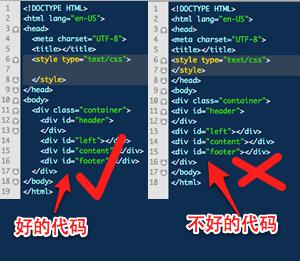 1 <!DOCTYPE HTML>
2 <html lang="en-US">
3 <head>
4 <meta charset="UTF-8">
5 <title></title>
6 <style type="text/css">
7
8 </style>
9 </head>
10 <body>
11 <div class="container">
12 <div id="header">
13 </div>
14 <div id="left"></div>
15 <div id="content"></div>
16 <div id="footer"></div>
17 </div>
18 </body>
19 </html>
好的代码
1 <!DOCTYPE HTML>
2 <html lang="en-US">
3 <head>
4 <meta charset="UTF-8">
5 <title></title>
6 <style type="text/css">
7 </style>
8 </head>
9 <body>
10 <div class="container">
11 <div id="header">
12 </div>
13 <div id="left"></div>
14 <div id="content"></div>
15 <div id="footer"></div>
16 </div>
17 </body>
18 </html>
不好的代码